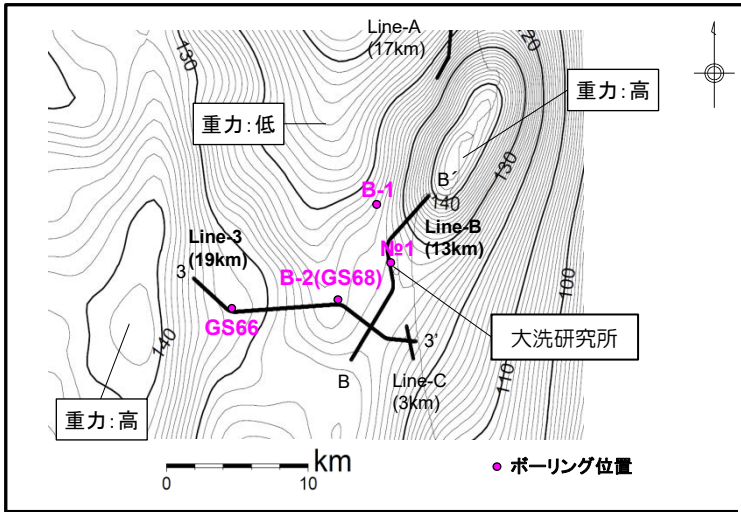 Line-A
(17km)
120
130
重力:高
重力:低
130
B-1
B´
140
Line-B
(13km)
Line-3
(19km)
№1
3
B-2(GS68)
100
GS66
大洗研究所
140
3'
B
Line-C
(3km)
110
重力:高
km
0
10
ボーリング位置